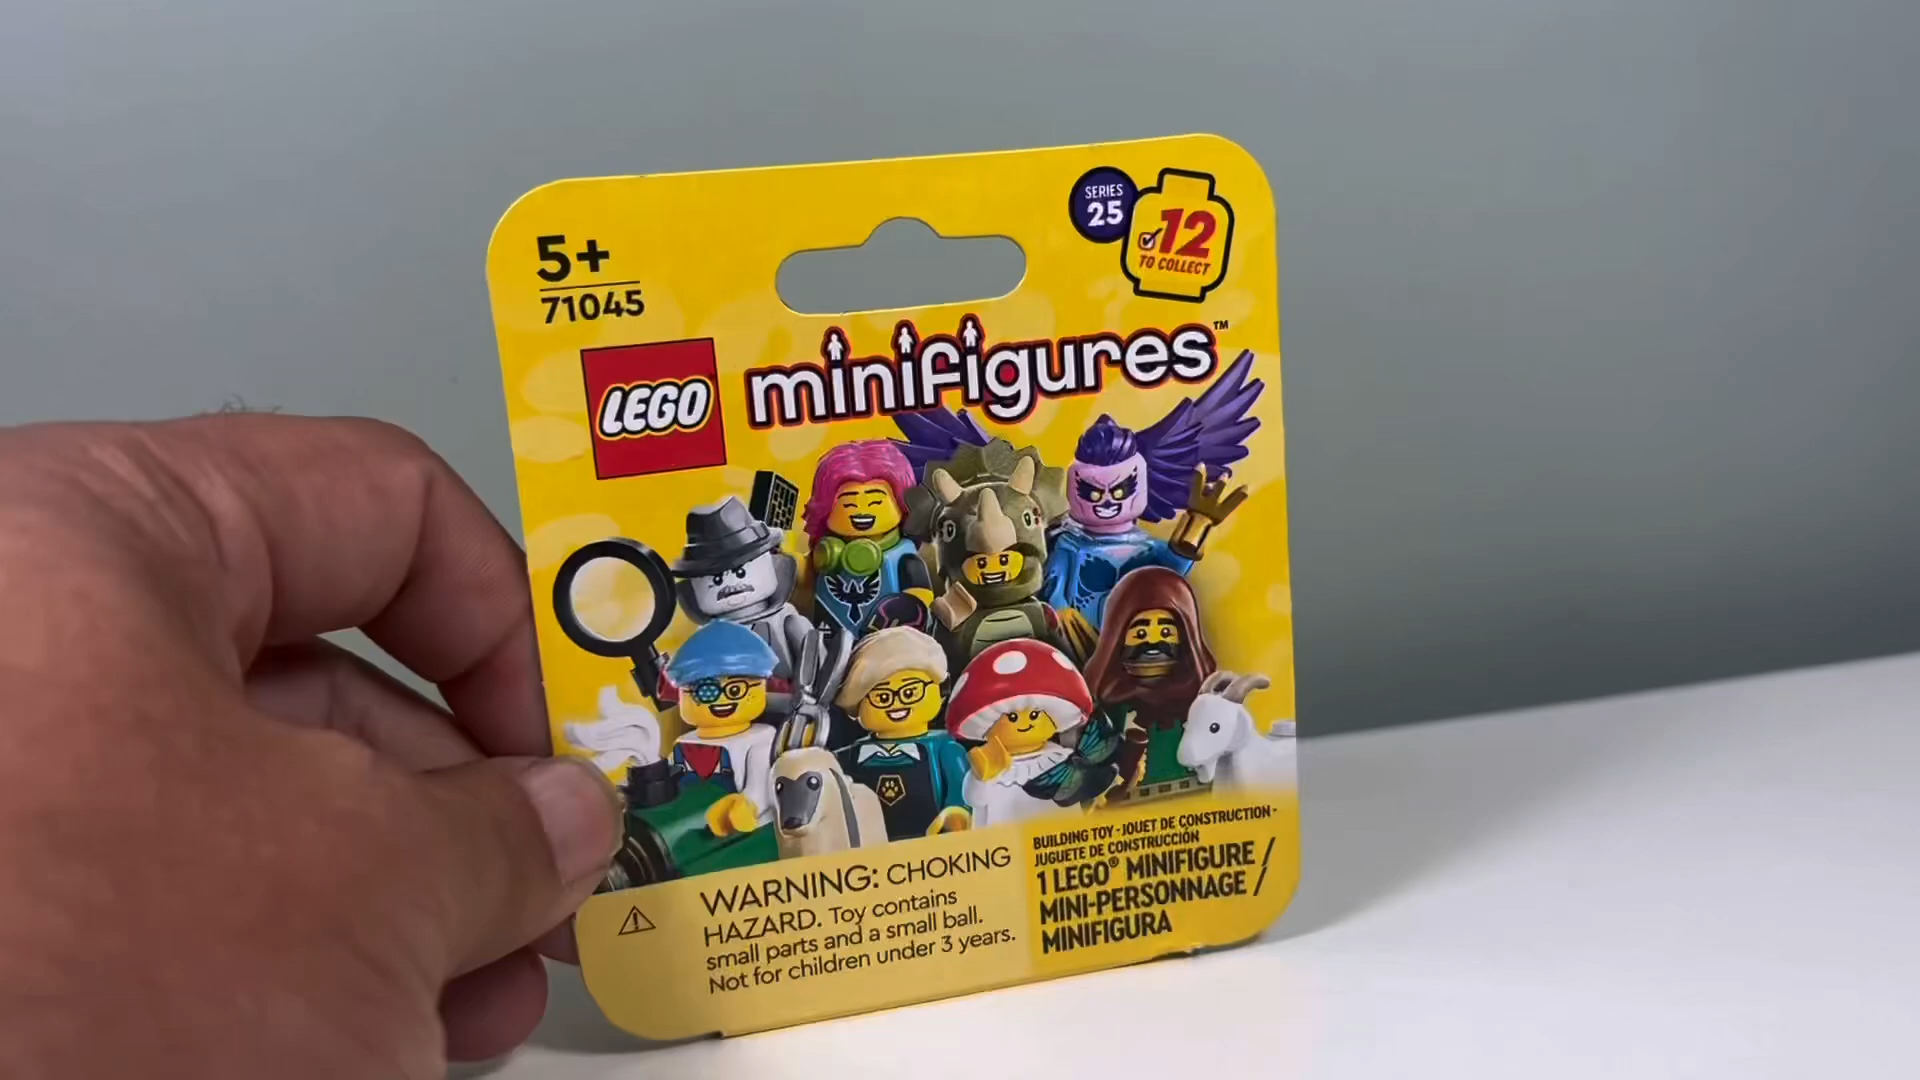 SERIES
25
12
TO COLLECT
5+
71045
LEGO
minifigures™
WARNING: CHOKING
HAZARD. Toy contains
small parts and a small ball.
Not for children under 3 years.
BUILDING TOY - JOUET DE CONSTRUCTION -
JUGUETE DE CONSTRUCCIÓN
1 LEGO® MINIFIGURE /
MINI-PERSONNAGE /
MINIFIGURA